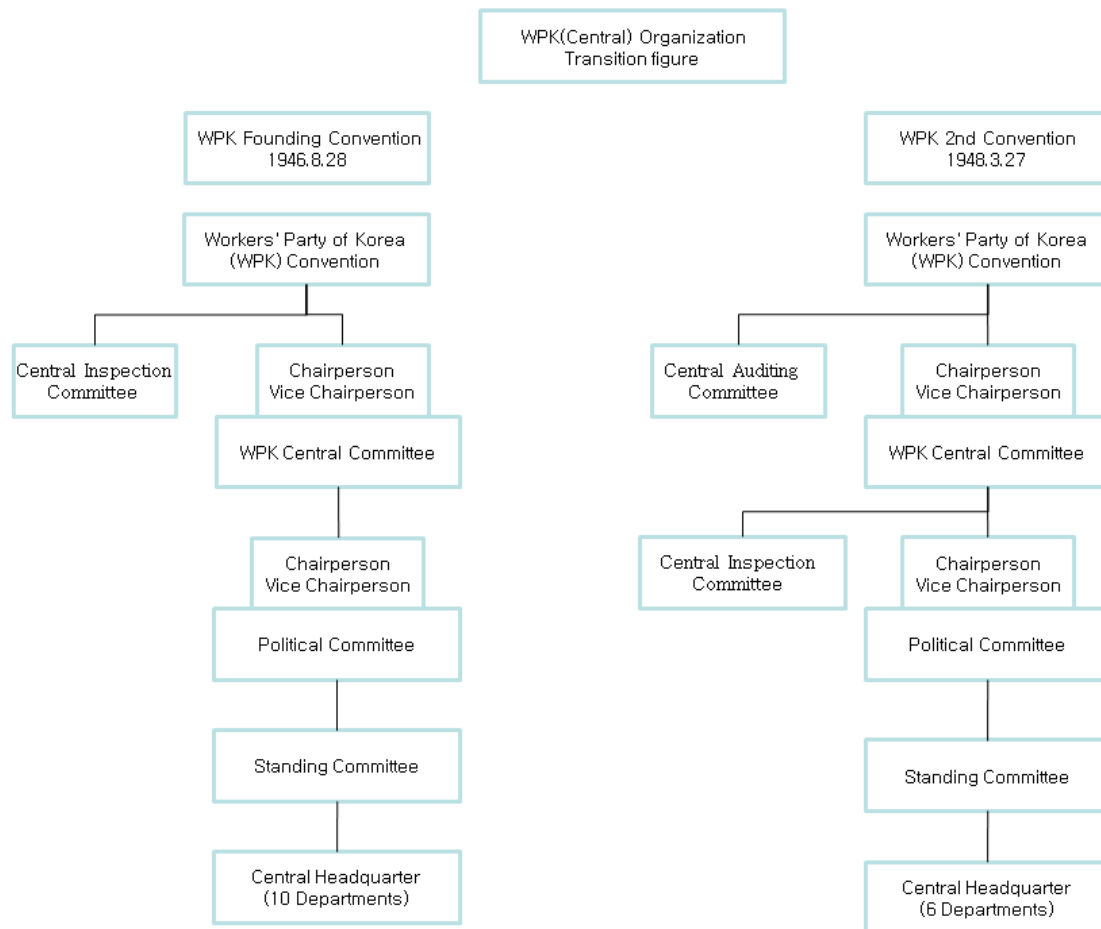 WPK(Central) Organization
Transition figure
WPK Founding Convention
1946.8.28
WPK 2nd Convention
1948.3.27
Workers' Party of Korea
(WPK) Convention
Workers' Party of Korea
(WPK) Convention
Central Inspection
Committee
Chairperson
Vice Chairperson
Central Auditing
Committee
Chairperson
Vice Chairperson
WPK Central Committee
WPK Central Committee
Chairperson
Vice Chairperson
Central Inspection
Committee
Chairperson
Vice Chairperson
Political Committee
Political Committee
Standing Committee
Standing Committee
Central Headquarter
(10 Departments)
Central Headquarter
(6 Departments)